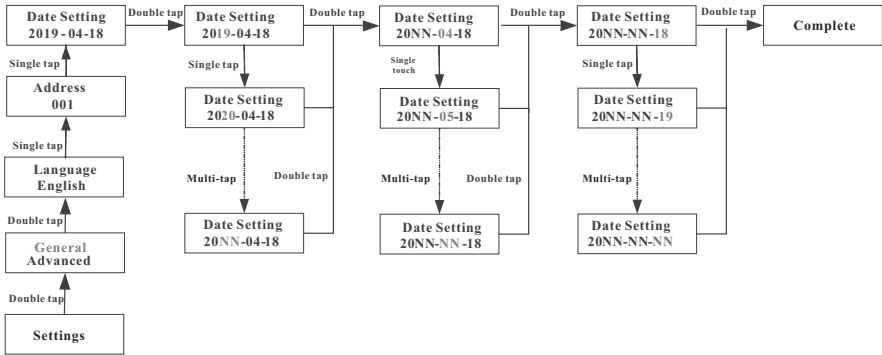 Date Setting
2019-04-18
Double tap
Date Setting
2019-04-18
Double tap
Date Setting
20NN-04-18
Double tap
Date Setting
20NN-NN-18
Double tap
Complete
Single tap
Single tap
Single
touch
Single tap
Address
001
Date Setting
2020-04-18
Date Setting
20NN-05-18
Date Setting
20NN-NN-19
Single tap
Language
English
Multi-tap
Double tap
Multi-tap
Double tap
Multi-tap
Double tap
Date Setting
20NN-04-18
Date Setting
20NN-NN-18
Date Setting
20NN-NN-NN
General
Advanced
Double tap
Settings